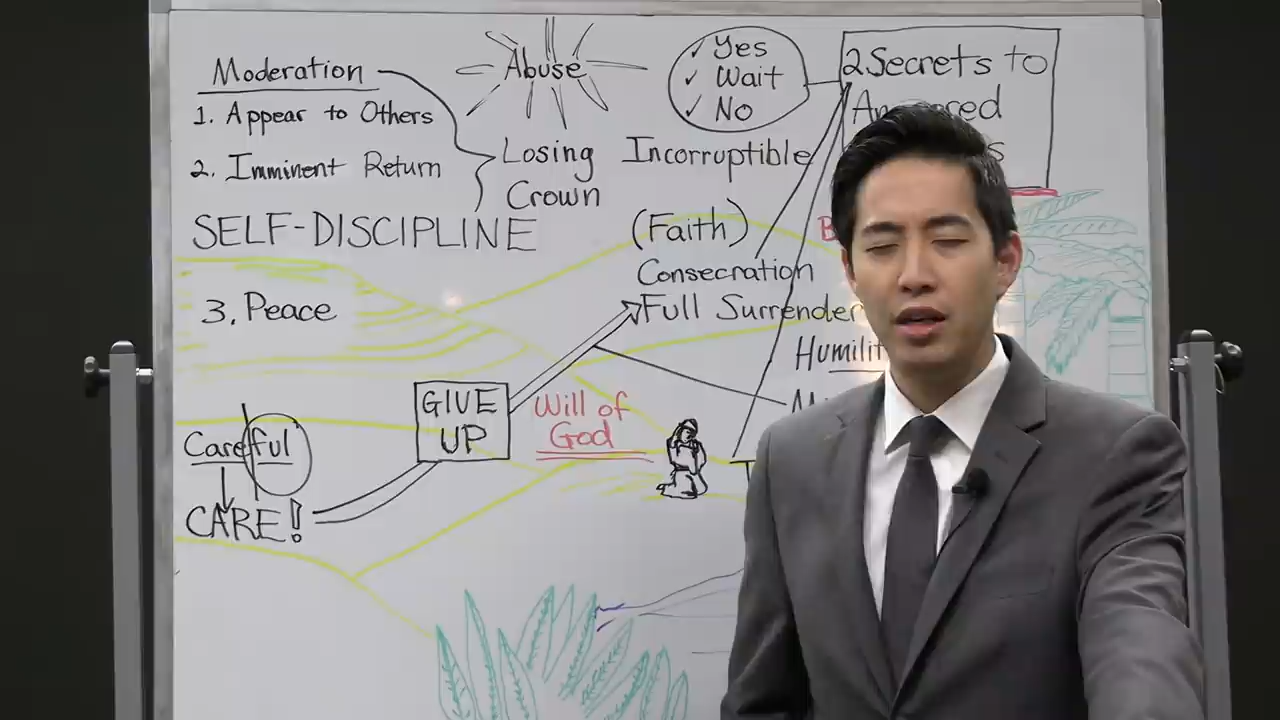 Moderation
1. Appear to Others
2. Imminent Return
Abuse
Losing
Crown
✓ Yes
✓ Wait
✓ No
2 Secrets to
Incorruptible
SELF-DISCIPLINE
(Faith)
Consecration
Full Surrender
3. Peace
GIVE
UP
Will of
God
Careful
CARE!